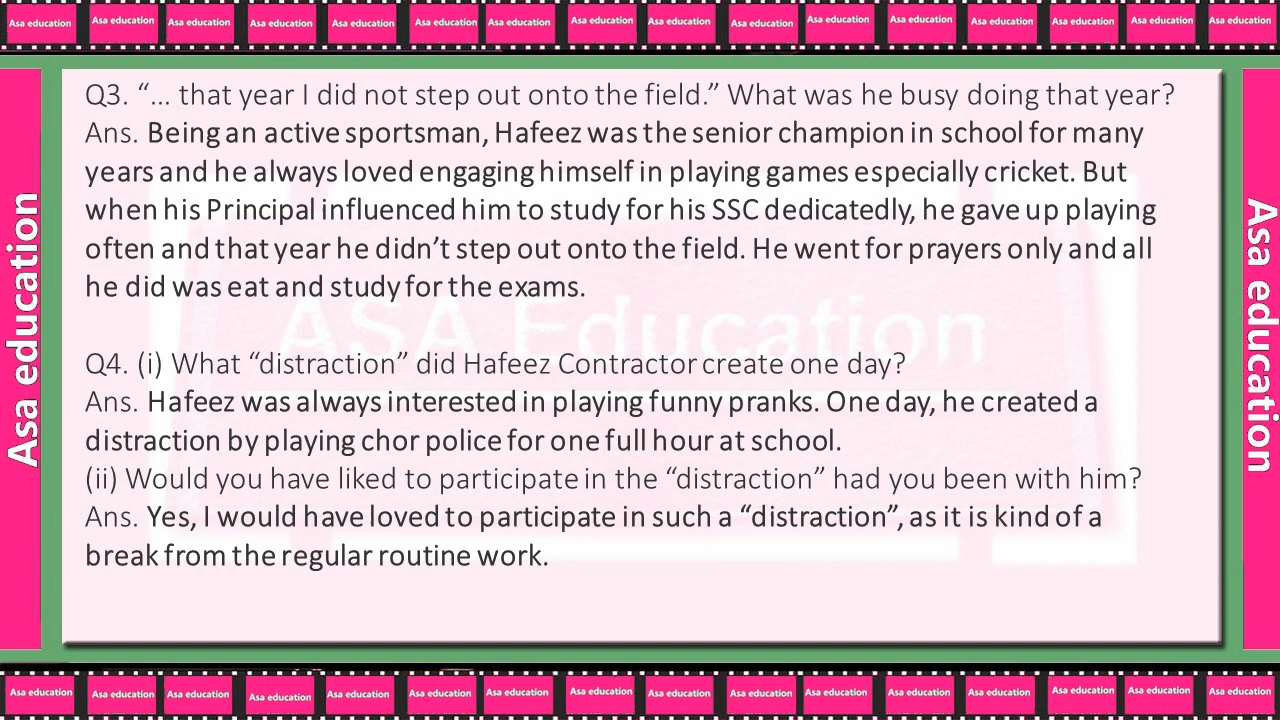 Asa education Asa education Asa education Asa education Asa education Asa education Asa education Asa education Asa education Asa education Asa education Asa education Asa education Asa education Asa education Asa education
Q3. “... that year I did not step out onto the field.” What was he busy doing that year?
Ans. Being an active sportsman, Hafeez was the senior champion in school for many
years and he always loved engaging himself in playing games especially cricket. But
when his Principal influenced him to study for his SSC dedicatedly, he gave up playing
often and that year he didn’t step out onto the field. He went for prayers only and all
he did was eat and study for the exams.
ASA Education
Q4. (i) What “distraction” did Hafeez Contractor create one day?
Ans. Hafeez was always interested in playing funny pranks. One day, he created a
distraction by playing chor police for one full hour at school.
(ii) Would you have liked to participate in the “distraction” had you been with him?
Ans. Yes, I would have loved to participate in such a “distraction”, as it is kind of a
break from the regular routine work.
Asa education
Asa education
Asa education Asa education Asa education Asa education Asa education Asa education Asa education Asa education Asa education Asa education Asa education Asa education Asa education Asa education Asa education Asa education